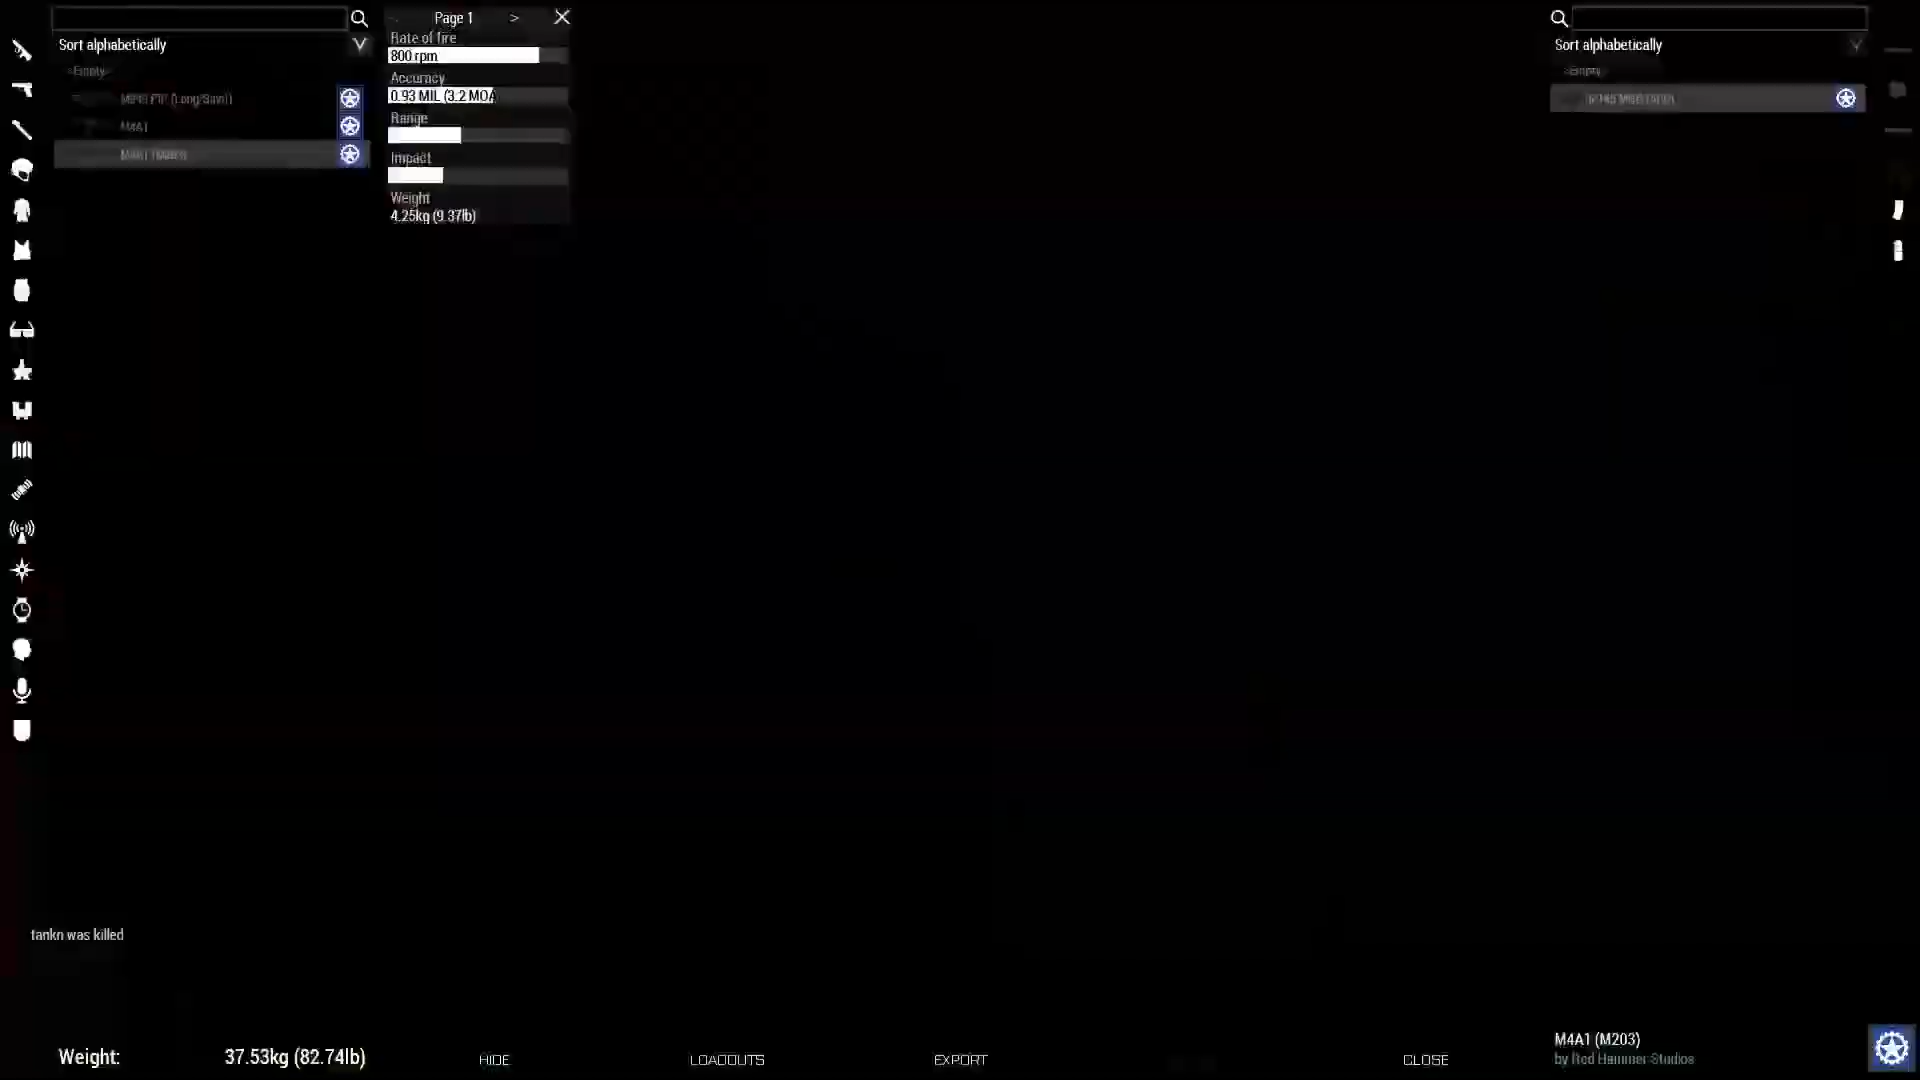 Page 1
>
Rate of fire
Sort alphabetically
V
Sort alphabetically
V
800 rpm
<Empty>
<Empty>
Accuracy
0.93 MIL (3.2 MOA
M4A1
Range
Impact
Weight
4.25kg (9.37lb)
tankn was killed
Weight:
37.53kg (82.74lb)
HIDE
LOADOUTS
EXPORT
CLOSE
M4A1 (M203)
by Red Hammer Studios